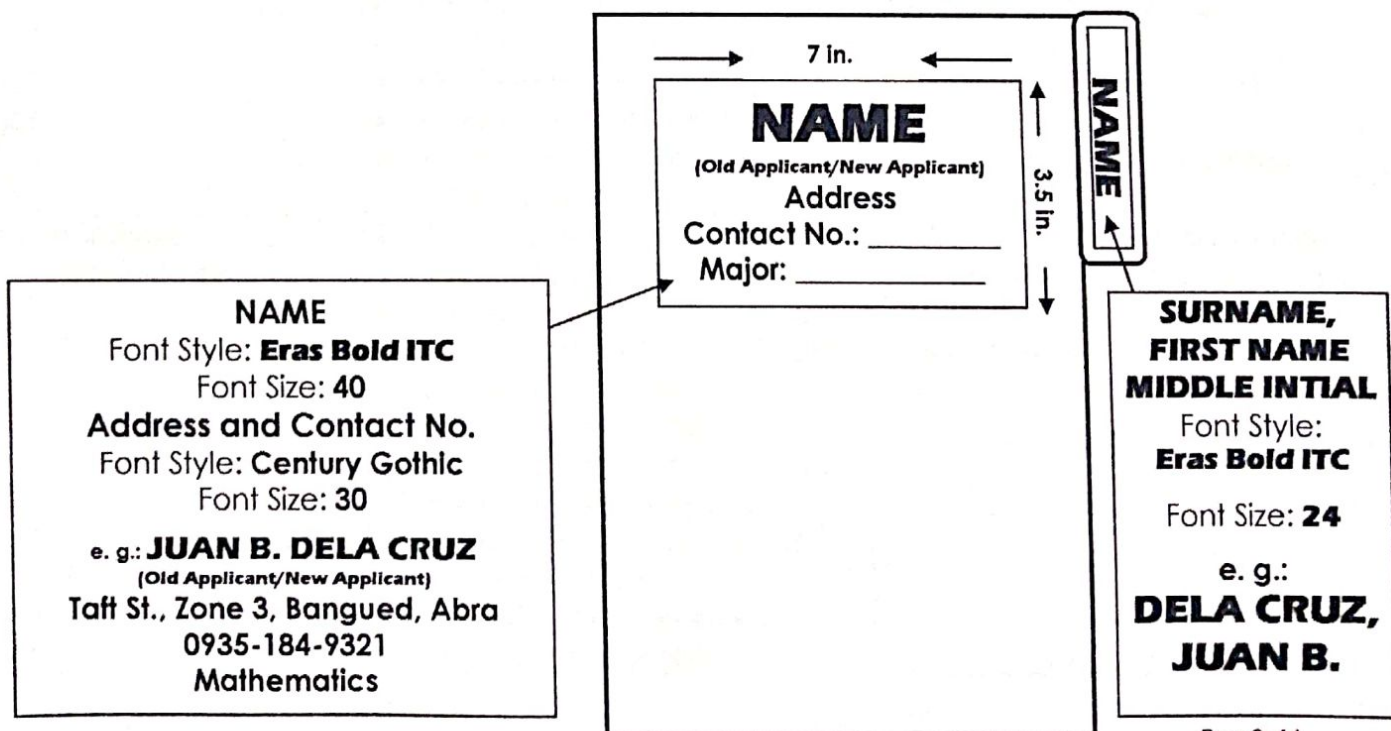 7 in.
NAME
(Old Applicant/New Applicant)
Address
Contact No.: ____________
Major: ________________
3.5 in.
NAME
NAME
Font Style: Eras Bold ITC
Font Size: 40
Address and Contact No.
Font Style: Century Gothic
Font Size: 30
e. g.: JUAN B. DELA CRUZ
(Old Applicant/New Applicant)
Taft St., Zone 3, Bangued, Abra
0935-184-9321
Mathematics
SURNAME,
FIRST NAME
MIDDLE INTIAL
Font Style:
Eras Bold ITC
Font Size: 24
e. g.:
DELA CRUZ,
JUAN B.